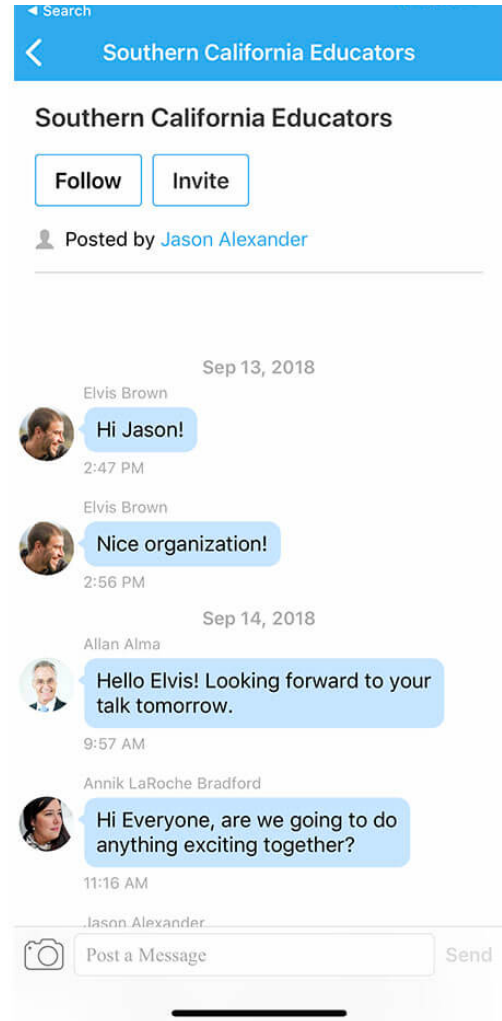 ◄ Search
Southern California Educators
Southern California Educators
Follow
Invite
Posted by Jason Alexander
Sep 13, 2018
Elvis Brown
Hi Jason!
2:47 PM
Elvis Brown
Nice organization!
2:56 PM
Sep 14, 2018
Allan Alma
Hello Elvis! Looking forward to your
talk tomorrow.
9:57 AM
Annik LaRoche Bradford
Hi Everyone, are we going to do
anything exciting together?
11:16 AM
Jason Alexander
Post a Message
Send